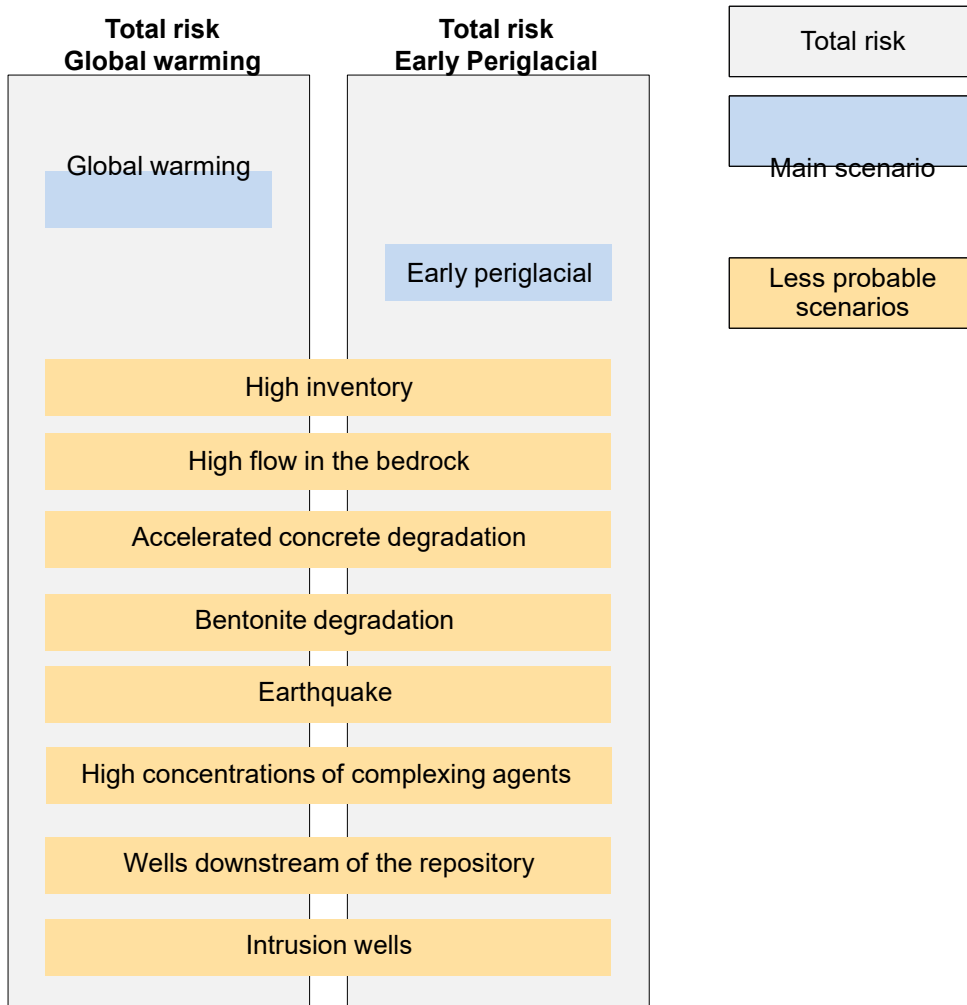 Total risk
Global warming
Total risk
Early Periglacial
Total risk
Global warming
Main scenario
Early periglacial
Less probable
scenarios
High inventory
High flow in the bedrock
Accelerated concrete degradation
Bentonite degradation
Earthquake
High concentrations of complexing agents
Wells downstream of the repository
Intrusion wells